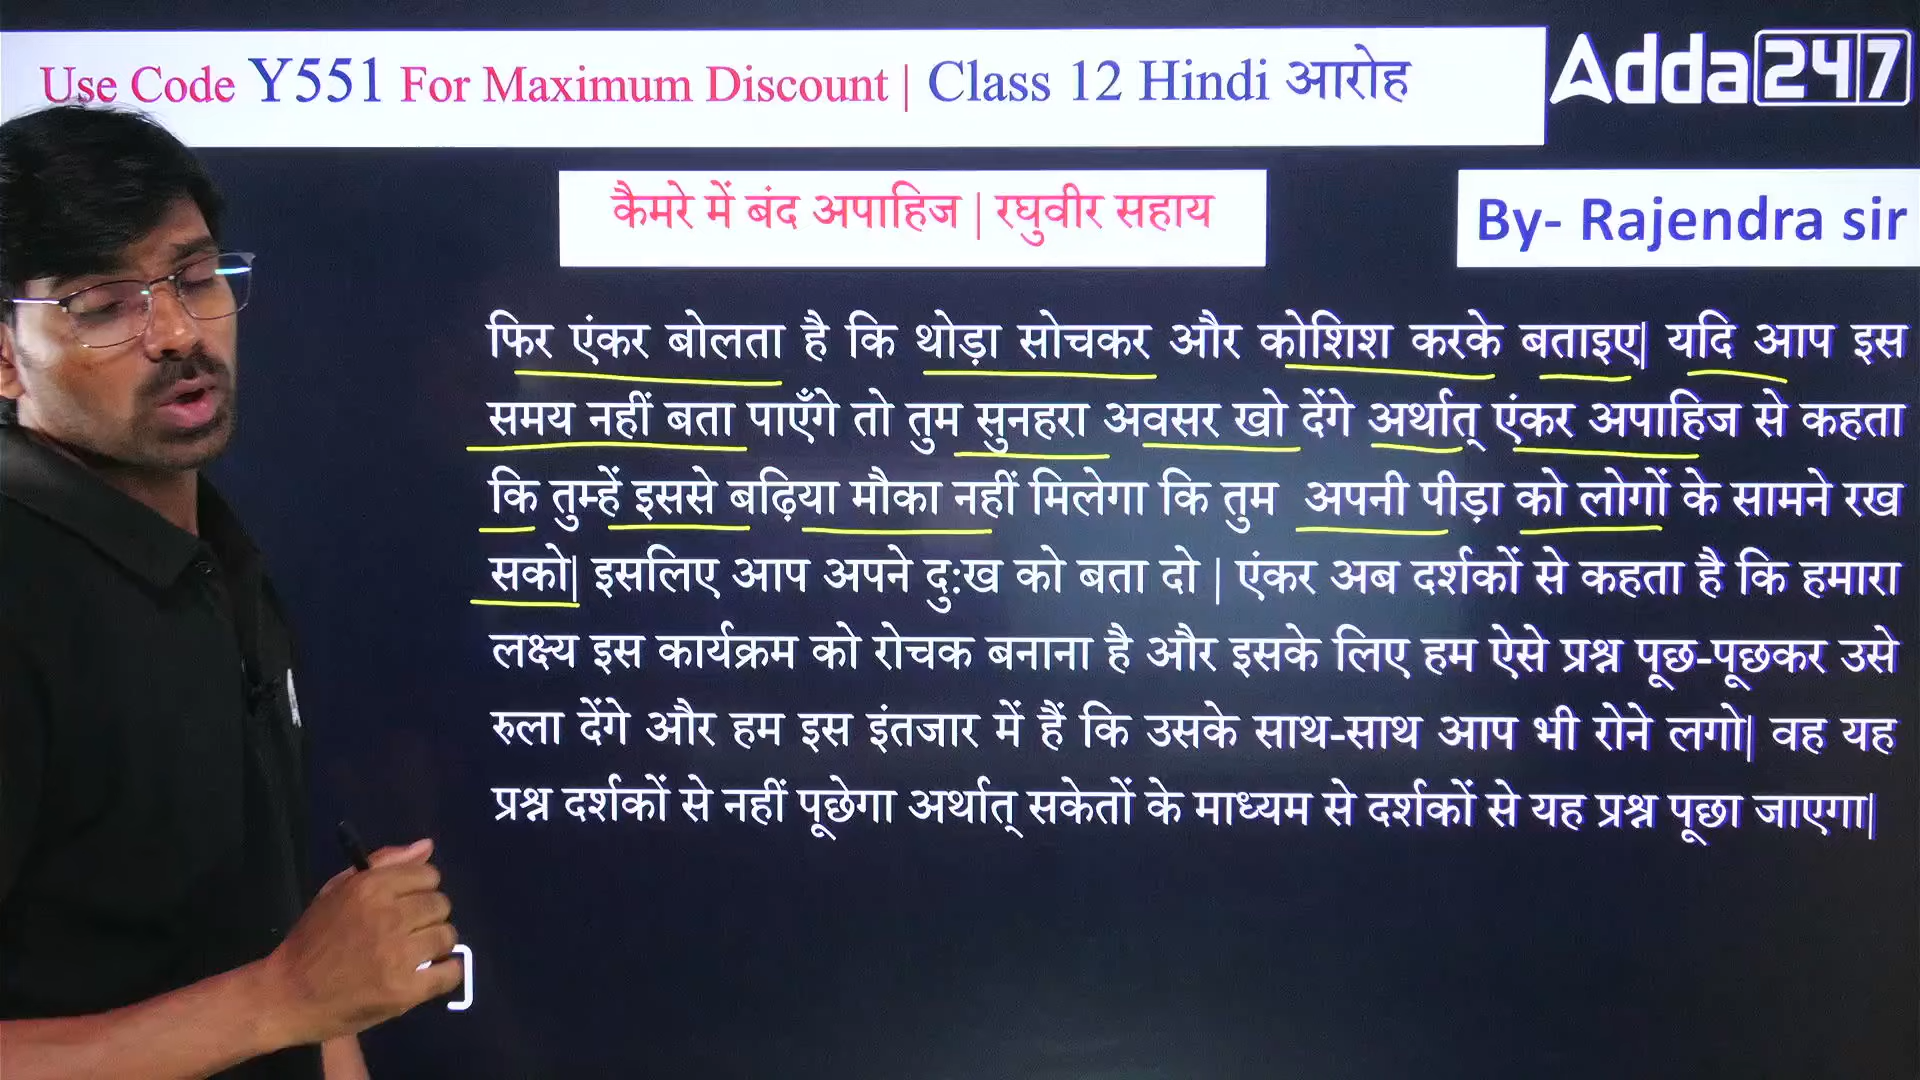 Use Code Y551 For Maximum Discount | Class 12 Hindi आरोह
Adda247
कैमरे में बंद अपाहिज | रघुवीर सहाय
By- Rajendra sir
फिर एंकर बोलता है कि थोड़ा सोचकर और कोशिश करके बताइए| यदि आप इस
समय नहीं बता पाएँगे तो तुम सुनहरा अवसर खो देंगे अर्थात् एंकर अपाहिज से कहता
कि तुम्हें इससे बढ़िया मौका नहीं मिलेगा कि तुम अपनी पीड़ा को लोगों के सामने रख
सको| इसलिए आप अपने दु:ख को बता दो | एंकर अब दर्शकों से कहता है कि हमारा
लक्ष्य इस कार्यक्रम को रोचक बनाना है और इसके लिए हम ऐसे प्रश्न पूछ-पूछकर उसे
रुला देंगे और हम इस इंतजार में हैं कि उसके साथ-साथ आप भी रोने लगो| वह यह
प्रश्न दर्शकों से नहीं पूछेगा अर्थात् सकेतों के माध्यम से दर्शकों से यह प्रश्न पूछा जाएगा|